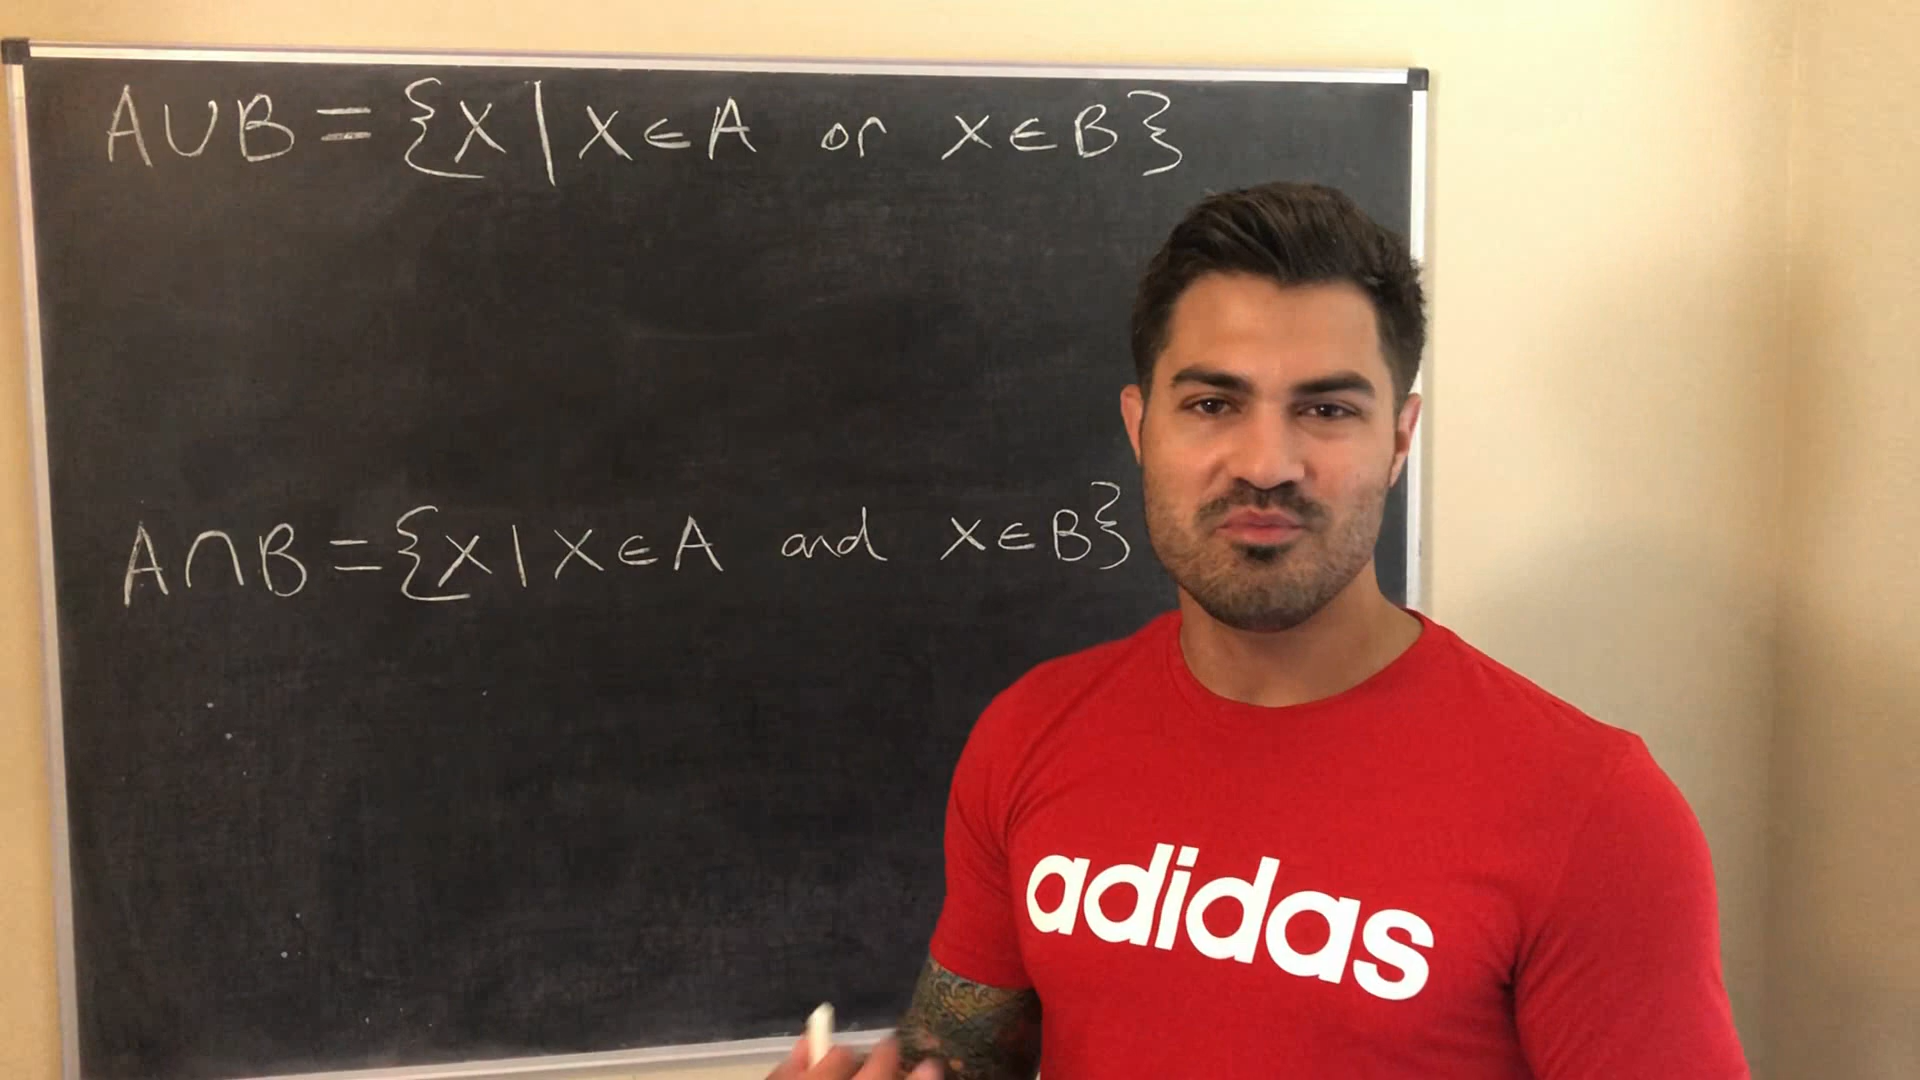 A∪B = {x | x∈A or x∈B}
A∩B = {x | x∈A and x∈B}
adidas